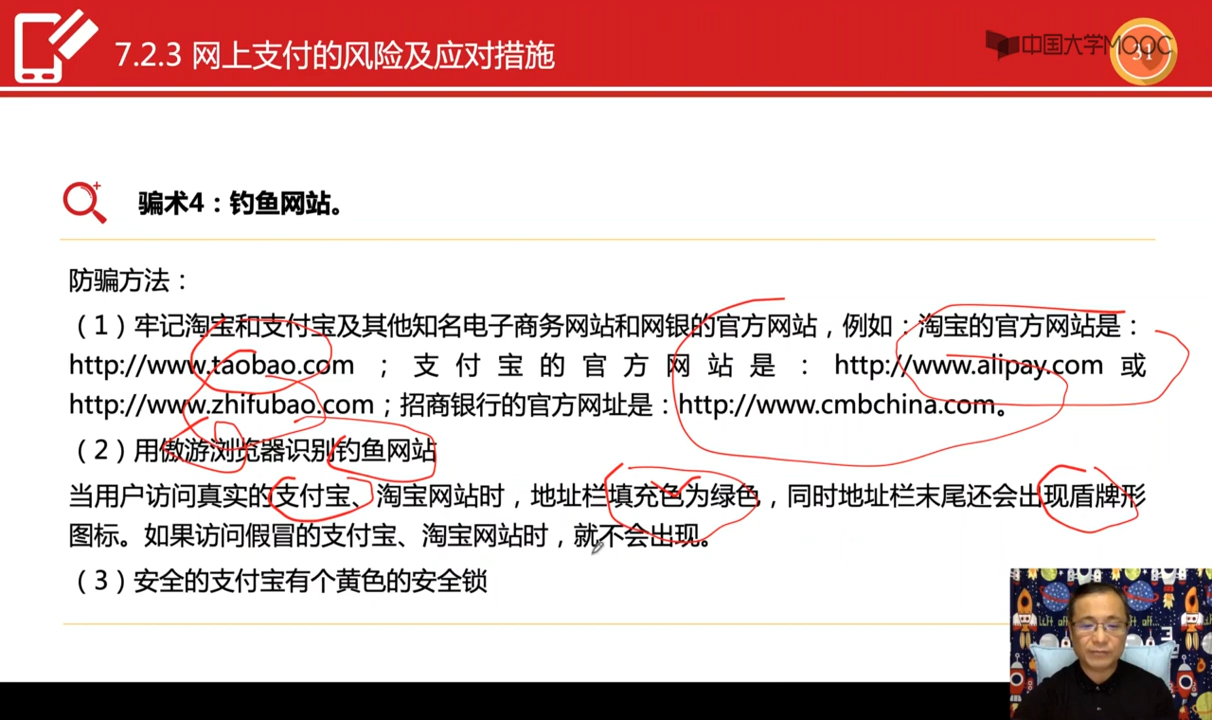 7.2.3 网上支付的风险及应对措施
中国大学MOOC
31
骗术4：钓鱼网站。
防骗方法：
（1）牢记淘宝和支付宝及其他知名电子商务网站和网银的官方网站，例如：淘宝的官方网站是：
http://www.taobao.com ；支付宝的官方网站是：http://www.alipay.com 或
http://www.zhifubao.com；招商银行的官方网址是：http://www.cmbchina.com。
（2）用傲游浏览器识别钓鱼网站
当用户访问真实的支付宝、淘宝网站时，地址栏填充色为绿色，同时地址栏末尾还会出现盾牌形
图标。如果访问假冒的支付宝、淘宝网站时，就不会出现。
（3）安全的支付宝有个黄色的安全锁